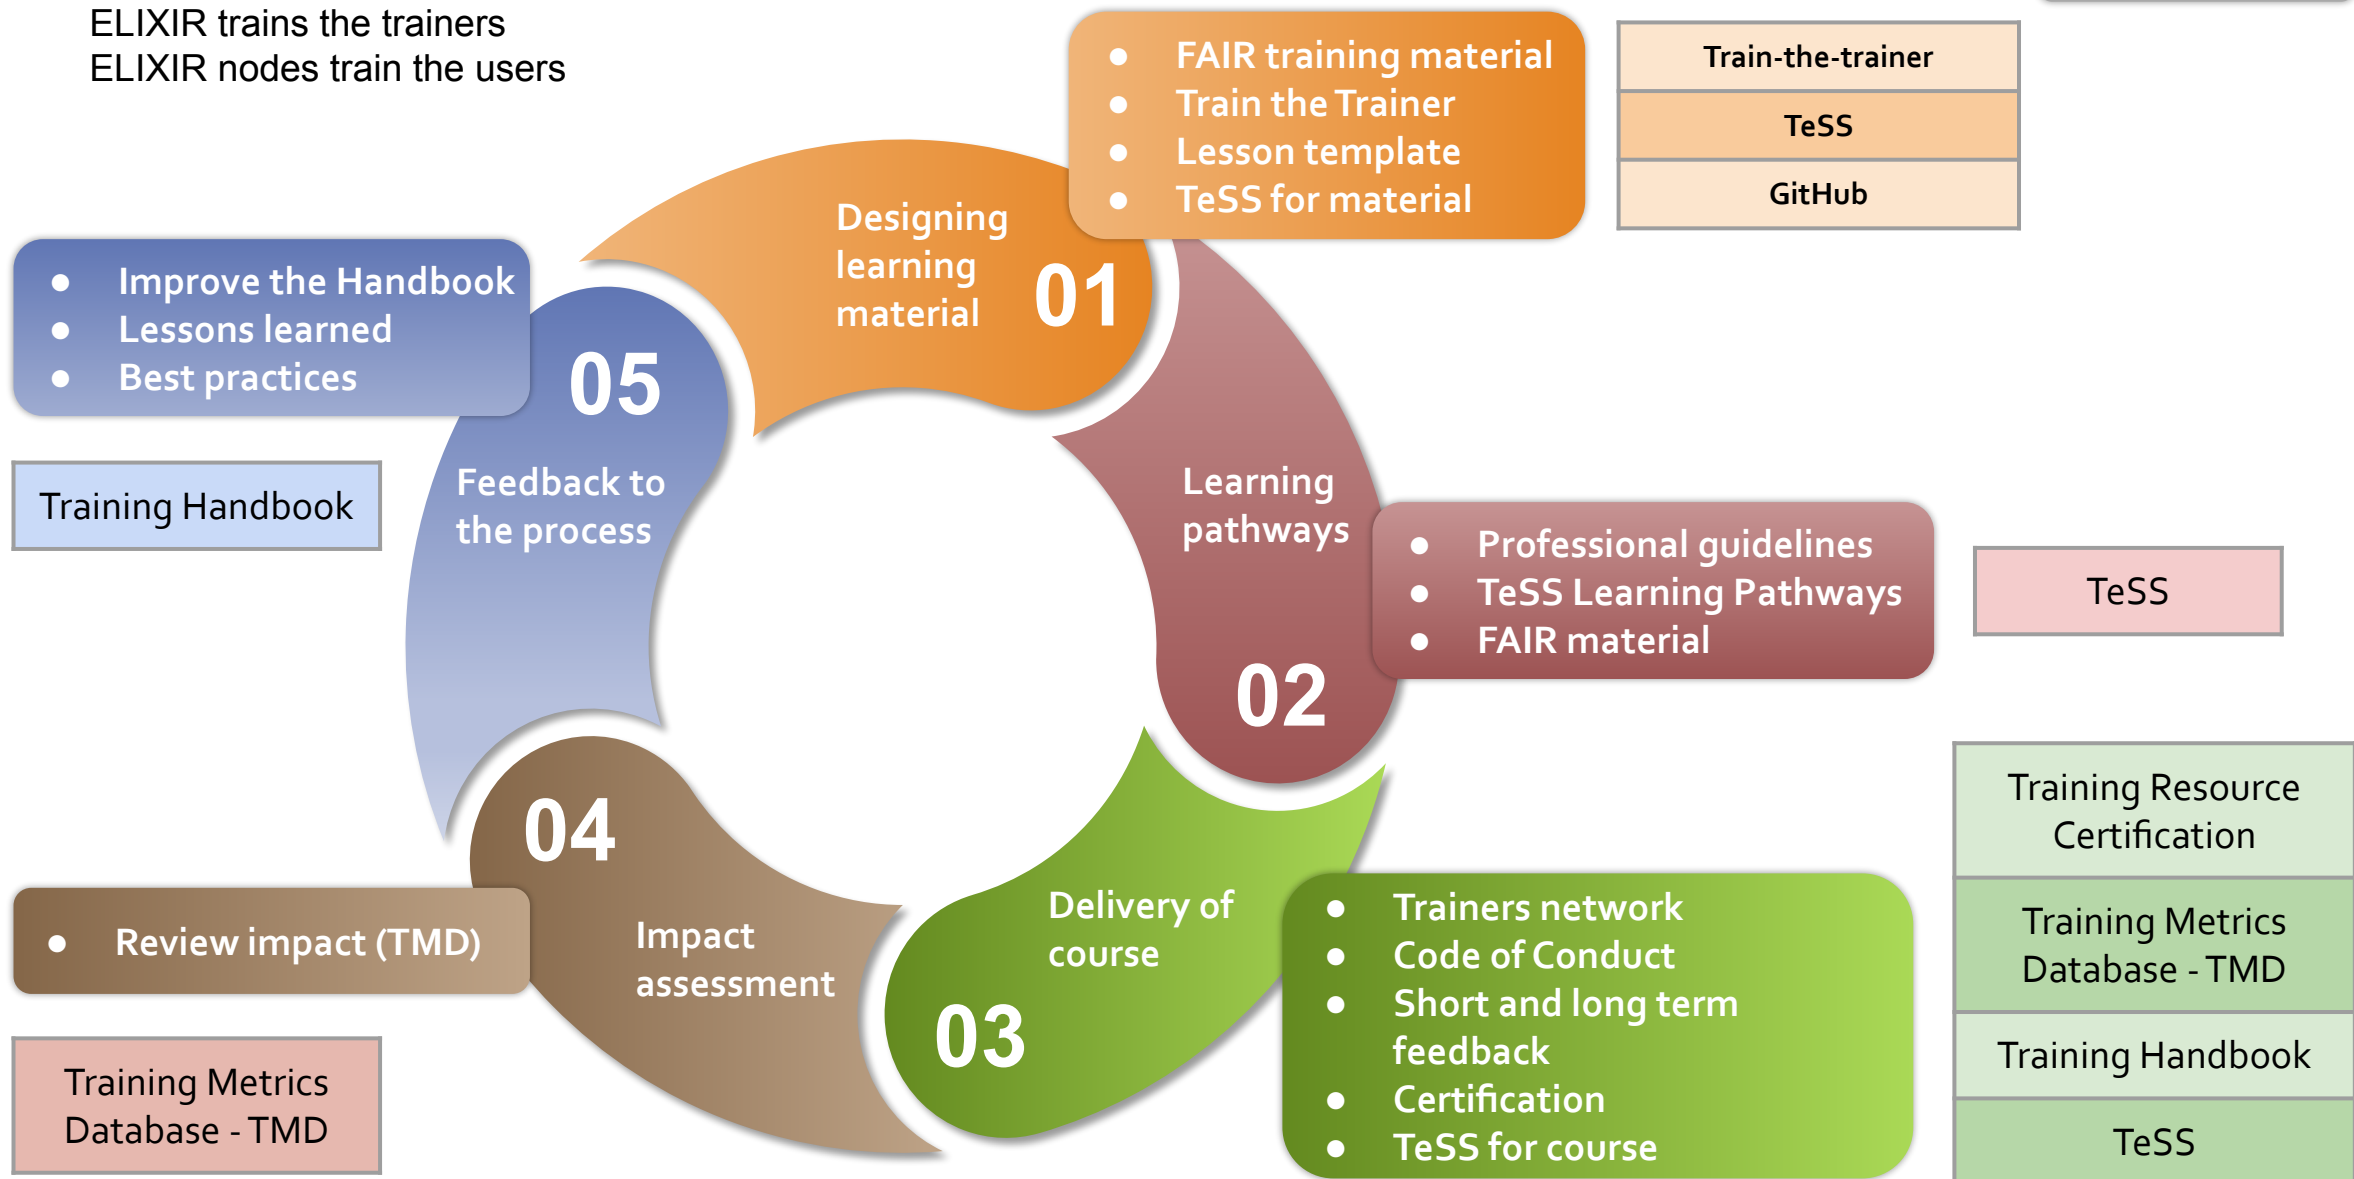 ELIXIR trains the trainers
ELIXIR nodes train the users
● FAIR training material
● Train the Trainer
● Lesson template
● TeSS for material
Train-the-trainer
TeSS
GitHub
Designing
learning
material
01
● Improve the Handbook
● Lessons learned
● Best practices
05
Feedback to
the process
Training Handbook
Learning
pathways
02
● Professional guidelines
● TeSS Learning Pathways
● FAIR material
TeSS
04
Impact
assessment
● Review impact (TMD)
Training Metrics
Database - TMD
Delivery of
course
03
● Trainers network
● Code of Conduct
● Short and long term
feedback
● Certification
● TeSS for course
Training Resource
Certification
Training Metrics
Database - TMD
Training Handbook
TeSS